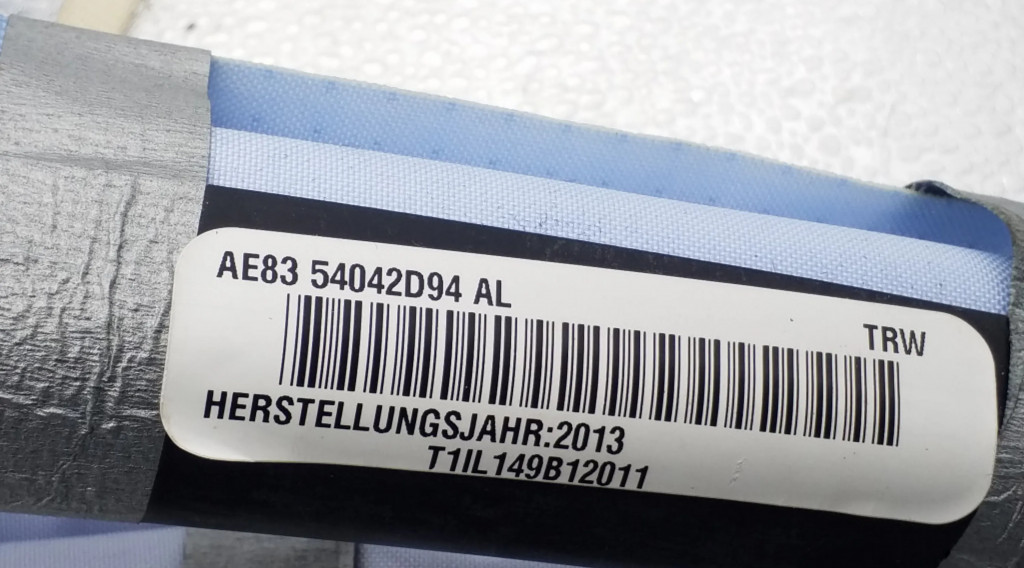 AE83 54042D94 AL
TRW
HERSTELLUNGSJAHR:2013
T1IL149B12011